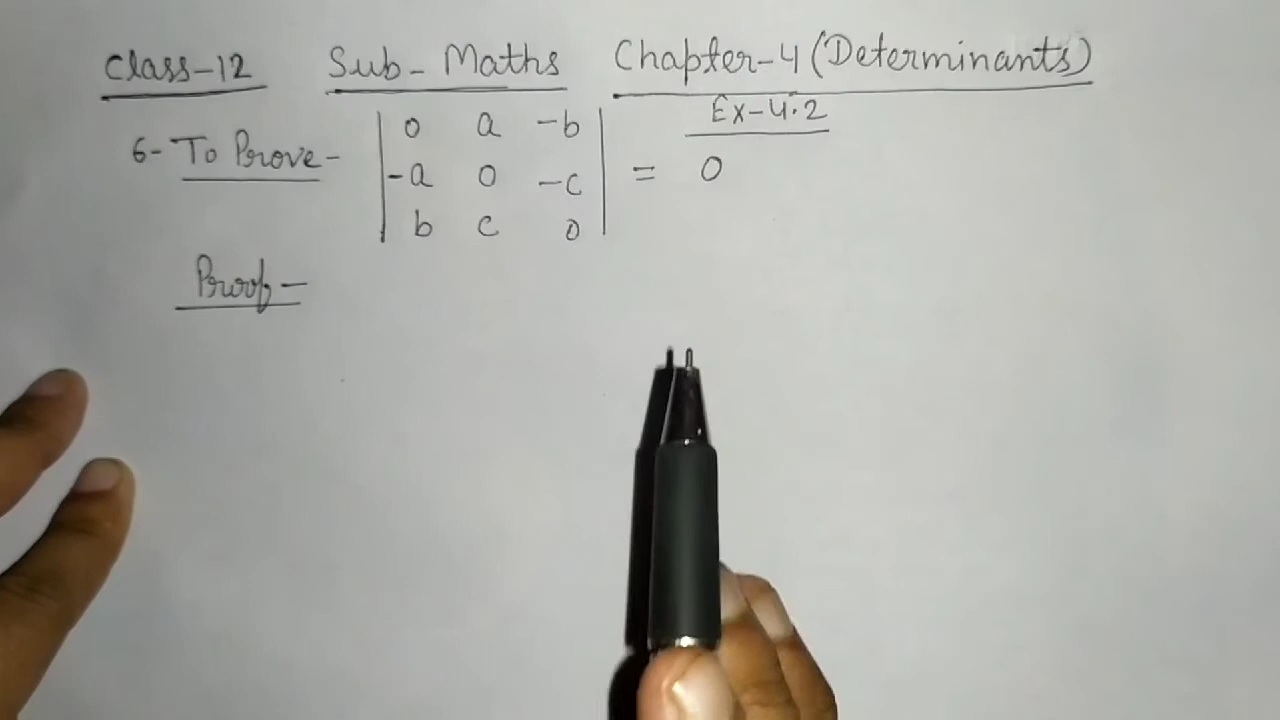 Class-12 Sub- Maths Chapter-4 (Determinants)
Ex-4.2
6- To Prove- | 0 a -b |
| -a 0 -c | = 0
| b c 0 |
Proof-